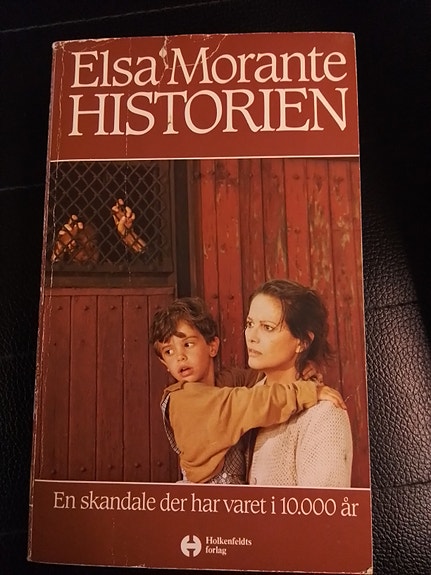 Elsa Morante
HISTORIEN
En skandale der har varet i 10.000 år
Holkenfeldts
forlag